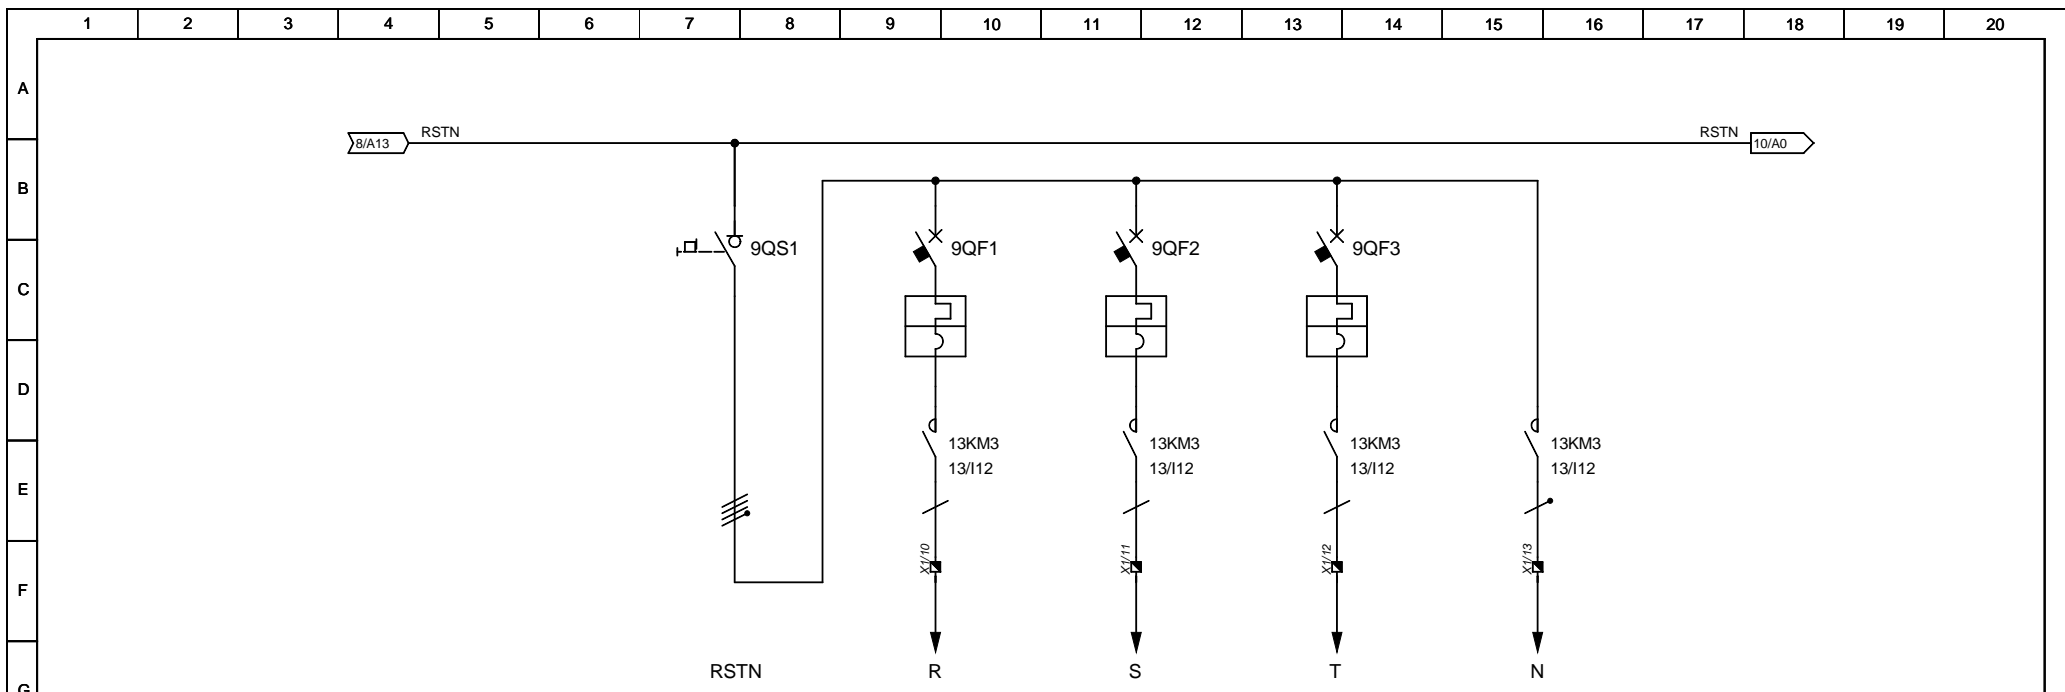 1 2 3 4 5 6 7 8 9 10 11 12 13 14 15 16 17 18 19 20
A
RSTN RSTN
8/A13 10/A0
B
9QS1 9QF1 9QF2 9QF3
C
D
13KM3 13KM3 13KM3 13KM3
13/I12 13/I12 13/I12 13/I12
E
X1/10 X1/11 X1/12 X1/13
F
RSTN R S T N
G